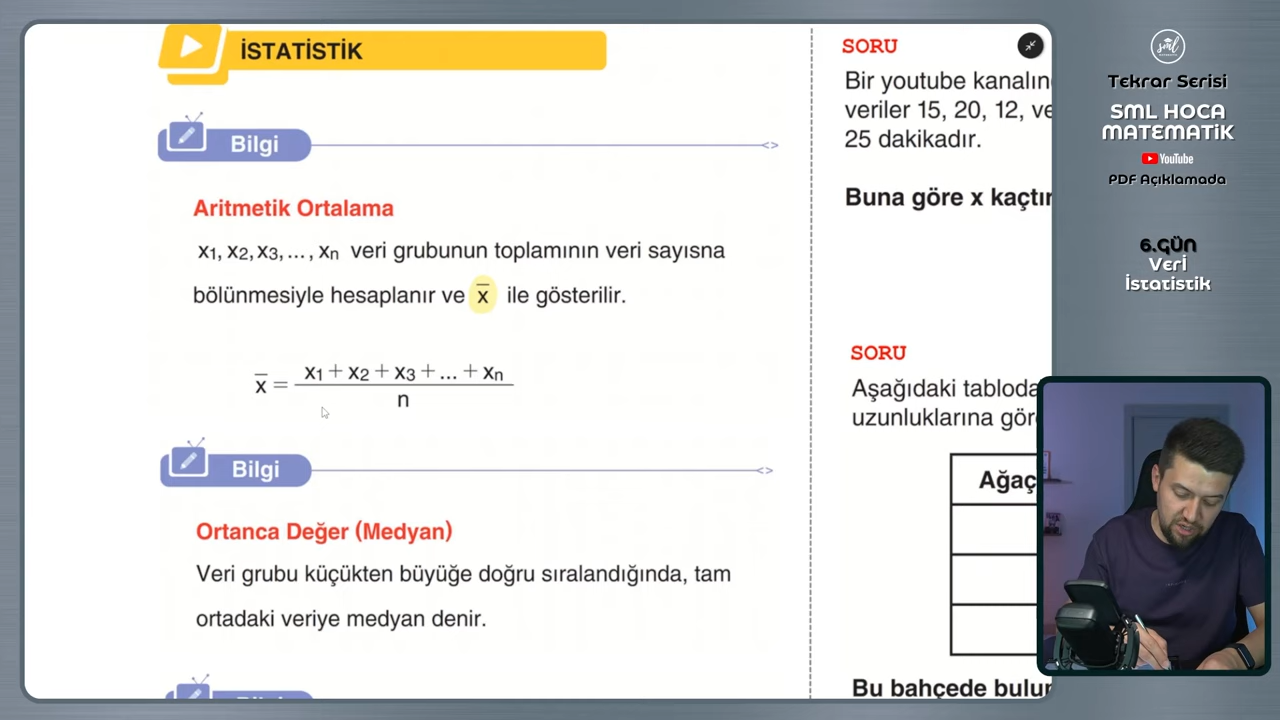 İSTATİSTİK
Bilgi
Aritmetik Ortalama
x1, x2, x3, ... , xn veri grubunun toplamının veri sayısna
bölünmesiyle hesaplanır ve x̅ ile gösterilir.
x̅ = x1 + x2 + x3 + ... + xn
n
Bilgi
Ortanca Değer (Medyan)
Veri grubu küçükten büyüğe doğru sıralandığında, tam
ortadaki veriye medyan denir.
SORU
Bir youtube kanalın
veriler 15, 20, 12, ve
25 dakikadır.
Buna göre x kaçtır
SORU
Aşağıdaki tabloda
uzunluklarına gör
Ağaç
Bu bahçede bulun
sml
Tekrar Serisi
SML HOCA
MATEMATİK
YouTube
PDF Açıklamada
6.GÜN
Veri
İstatistik